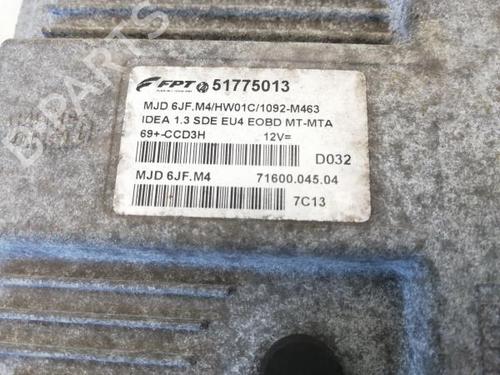 FPT 51775013
MJD 6JF.M4/HW01C/1092-M463
IDEA 1.3 SDE EU4 EOBD MT-MTA
69+-CCD3H 12V=
D032
MJD 6JF.M4 71600.045.04
7C13
B-PARTS